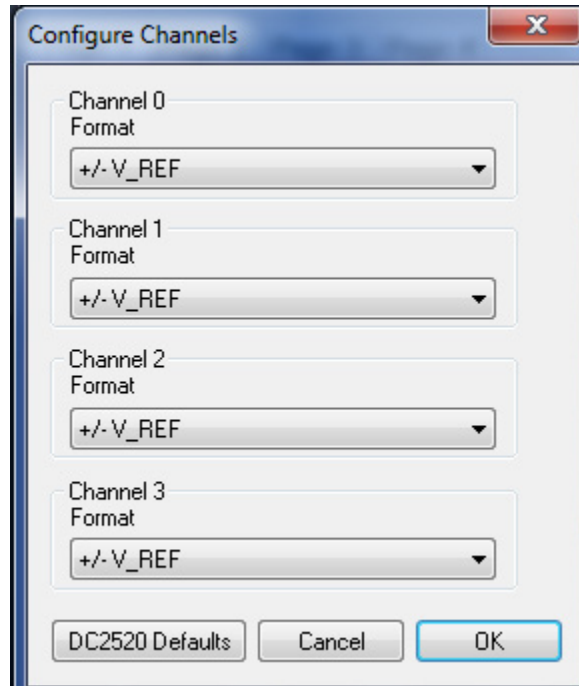 Configure Channels
Channel 0
Format
+/- V_REF
Channel 1
Format
+/- V_REF
Channel 2
Format
+/- V_REF
Channel 3
Format
+/- V_REF
DC2520 Defaults
Cancel
OK